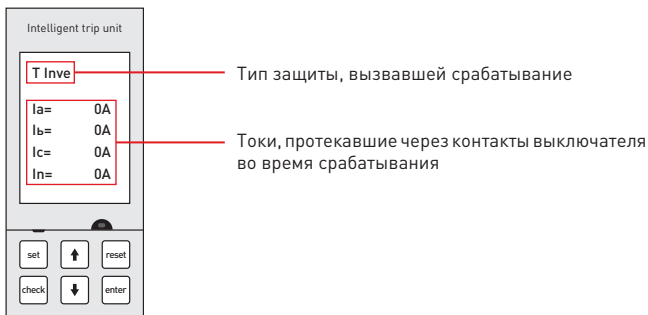 Intelligent trip unit
T Inve
Тип защиты, вызвавшей срабатывание
Ia= 0A
Iь= 0A
Ic= 0A
In= 0A
Токи, протекавшие через контакты выключателя
во время срабатывания
set
reset
check
enter